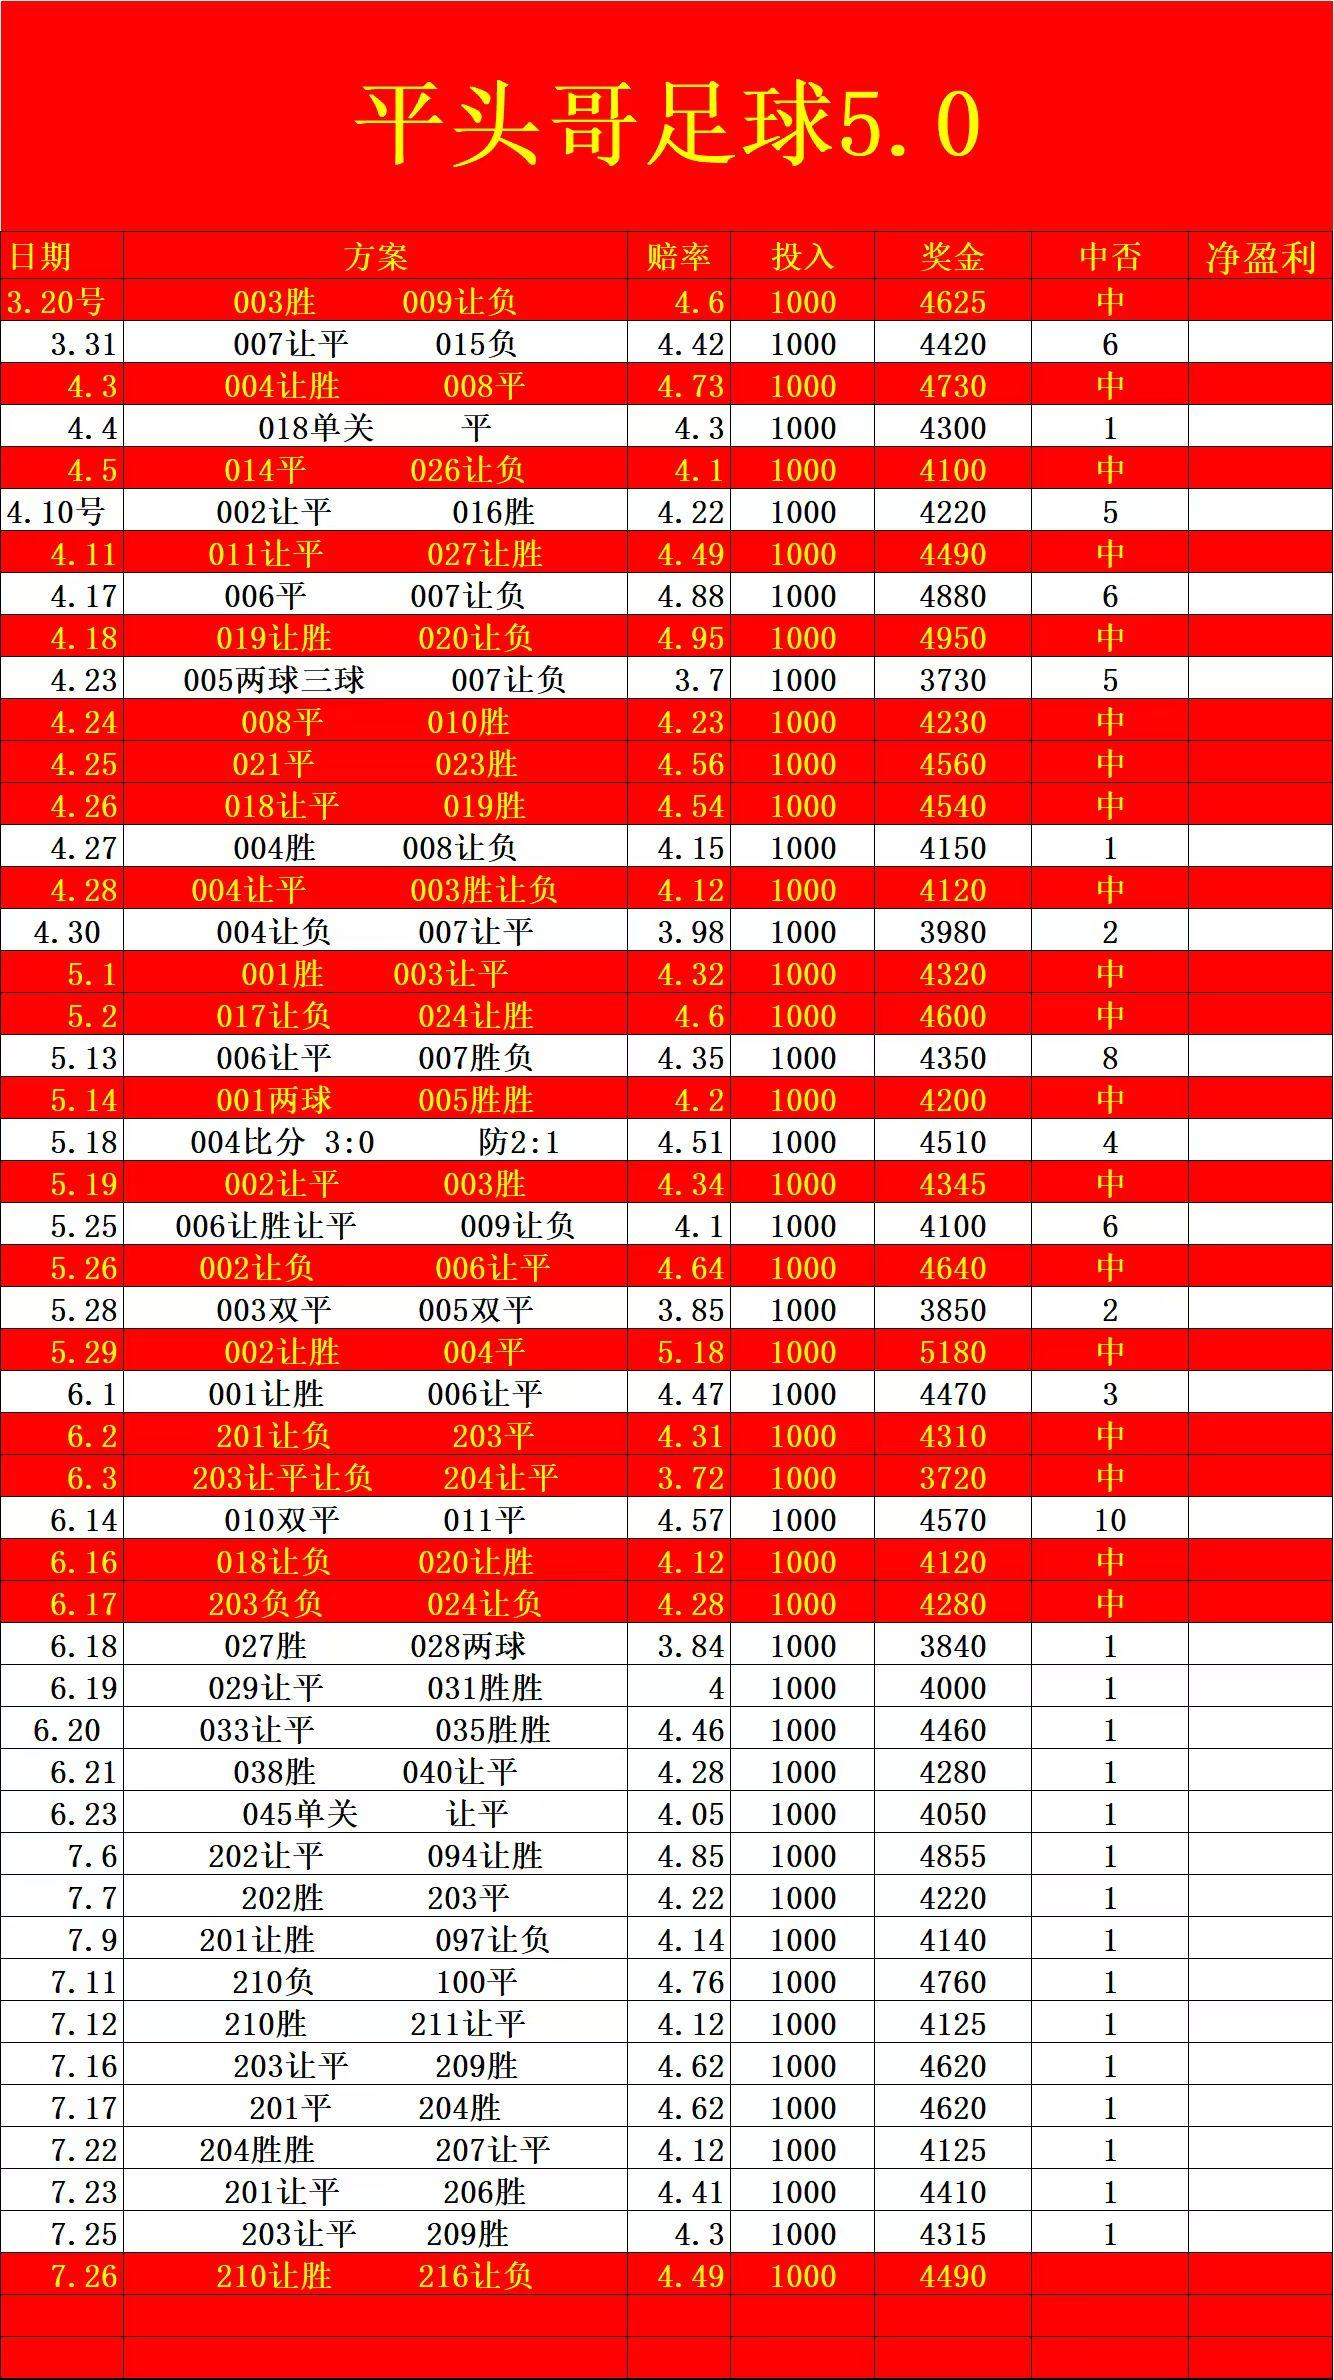 平头哥足球5.0
日期 方案 赔率 投入 奖金 中否 净盈利
3.20号 003胜 009让负 4.6 1000 4625 中
3.31 007让平 015负 4.42 1000 4420 6
4.3 004让胜 008平 4.73 1000 4730 中
4.4 018单关 平 4.3 1000 4300 1
4.5 014平 026让负 4.1 1000 4100 中
4.10号 002让平 016胜 4.22 1000 4220 5
4.11 011让平 027让胜 4.49 1000 4490 中
4.17 006平 007让负 4.88 1000 4880 6
4.18 019让胜 020让负 4.95 1000 4950 中
4.23 005两球三球 007让负 3.7 1000 3730 5
4.24 008平 010胜 4.23 1000 4230 中
4.25 021平 023胜 4.56 1000 4560 中
4.26 018让平 019胜 4.54 1000 4540 中
4.27 004胜 008让负 4.15 1000 4150 1
4.28 004让平 003胜让负 4.12 1000 4120 中
4.30 004让负 007让平 3.98 1000 3980 2
5.1 001胜 003让平 4.32 1000 4320 中
5.2 017让负 024让胜 4.6 1000 4600 中
5.13 006让平 007胜负 4.35 1000 4350 8
5.14 001两球 005胜胜 4.2 1000 4200 中
5.18 004比分 3:0 防2:1 4.51 1000 4510 4
5.19 002让平 003胜 4.34 1000 4345 中
5.25 006让胜让平 009让负 4.1 1000 4100 6
5.26 002让负 006让平 4.64 1000 4640 中
5.28 003双平 005双平 3.85 1000 3850 2
5.29 002让胜 004平 5.18 1000 5180 中
6.1 001让胜 006让平 4.47 1000 4470 3
6.2 201让负 203平 4.31 1000 4310 中
6.3 203让平让负 204让平 3.72 1000 3720 中
6.14 010双平 011平 4.57 1000 4570 10
6.16 018让负 020让胜 4.12 1000 4120 中
6.17 203负负 024让负 4.28 1000 4280 中
6.18 027胜 028两球 3.84 1000 3840 1
6.19 029让平 031胜胜 4 1000 4000 1
6.20 033让平 035胜胜 4.46 1000 4460 1
6.21 038胜 040让平 4.28 1000 4280 1
6.23 045单关 让平 4.05 1000 4050 1
7.6 202让平 094让胜 4.85 1000 4855 1
7.7 202胜 203平 4.22 1000 4220 1
7.9 201让胜 097让负 4.14 1000 4140 1
7.11 210负 100平 4.76 1000 4760 1
7.12 210胜 211让平 4.12 1000 4125 1
7.16 203让平 209胜 4.62 1000 4620 1
7.17 201平 204胜 4.62 1000 4620 1
7.22 204胜胜 207让平 4.12 1000 4125 1
7.23 201让平 206胜 4.41 1000 4410 1
7.25 203让平 209胜 4.3 1000 4315 1
7.26 210让胜 216让负 4.49 1000 4490